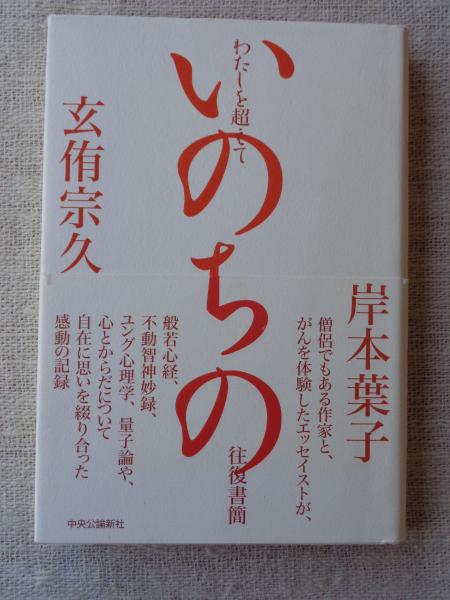 わたしを超えて
いのちの
往復書簡
岸本葉子
玄侑宗久
僧侶でもある作家と、
がんを体験したエッセイストが、
般若心経、
不動智神妙録、
ユング心理学、量子論や、
心とからだについて
自在に思いを綴り合った
感動の記録
中央公論新社